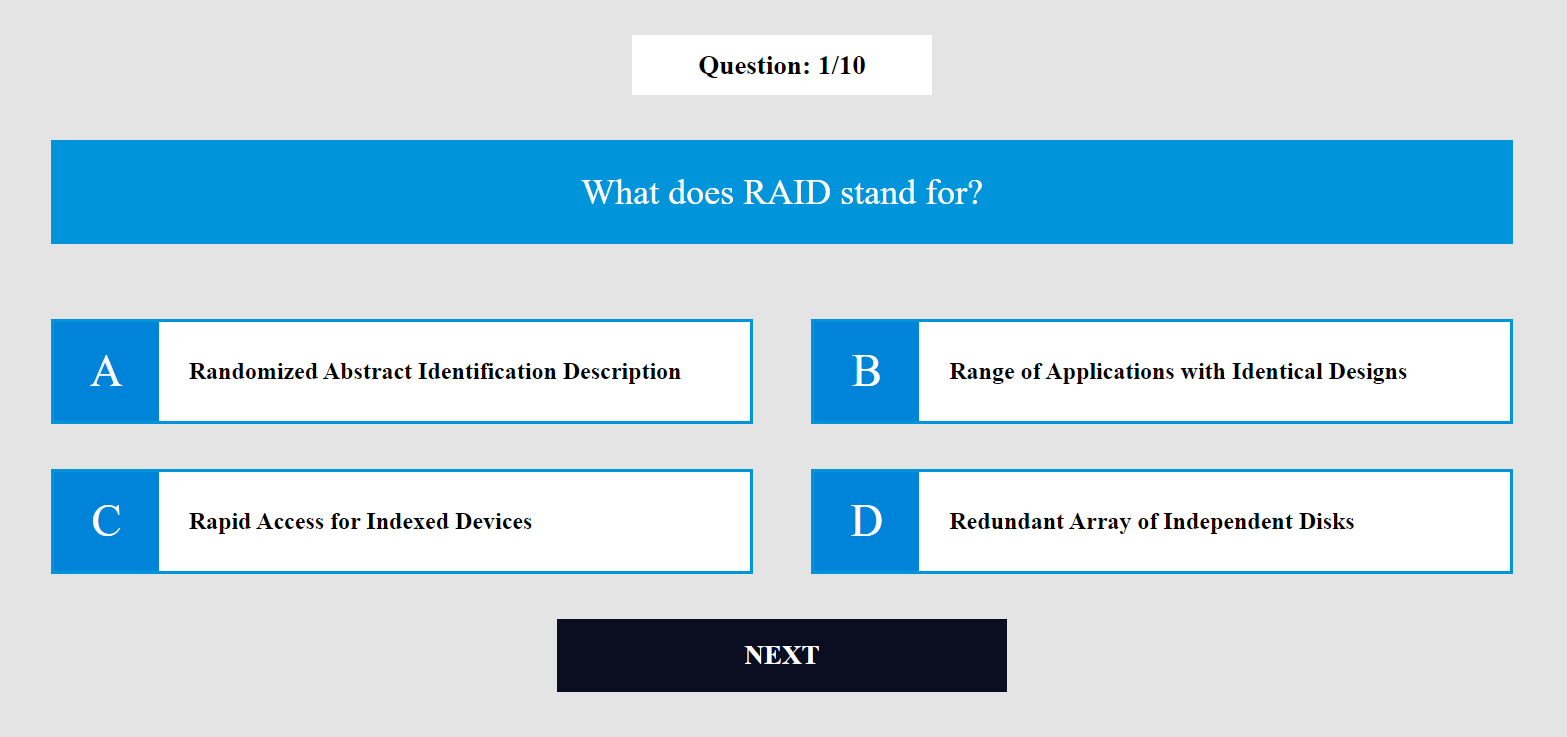 Question: 1/10
What does RAID stand for?
A
Randomized Abstract Identification Description
B
Range of Applications with Identical Designs
C
Rapid Access for Indexed Devices
D
Redundant Array of Independent Disks
NEXT